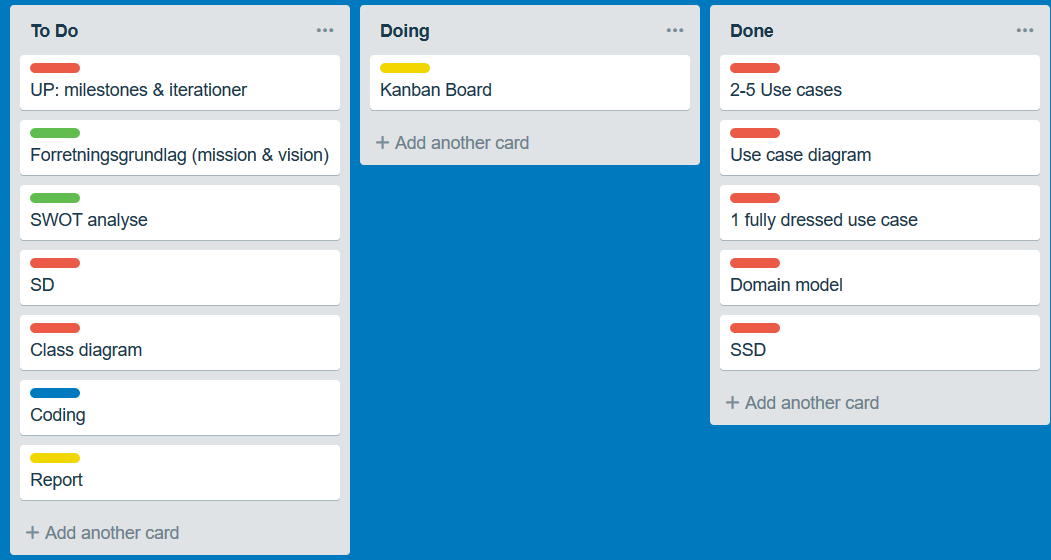 To Do
UP: milestones & iterationer
Forretningsgrundlag (mission & vision)
SWOT analyse
SD
Class diagram
Coding
Report
+ Add another card
Doing
Kanban Board
+ Add another card
Done
2-5 Use cases
Use case diagram
1 fully dressed use case
Domain model
SSD
+ Add another card